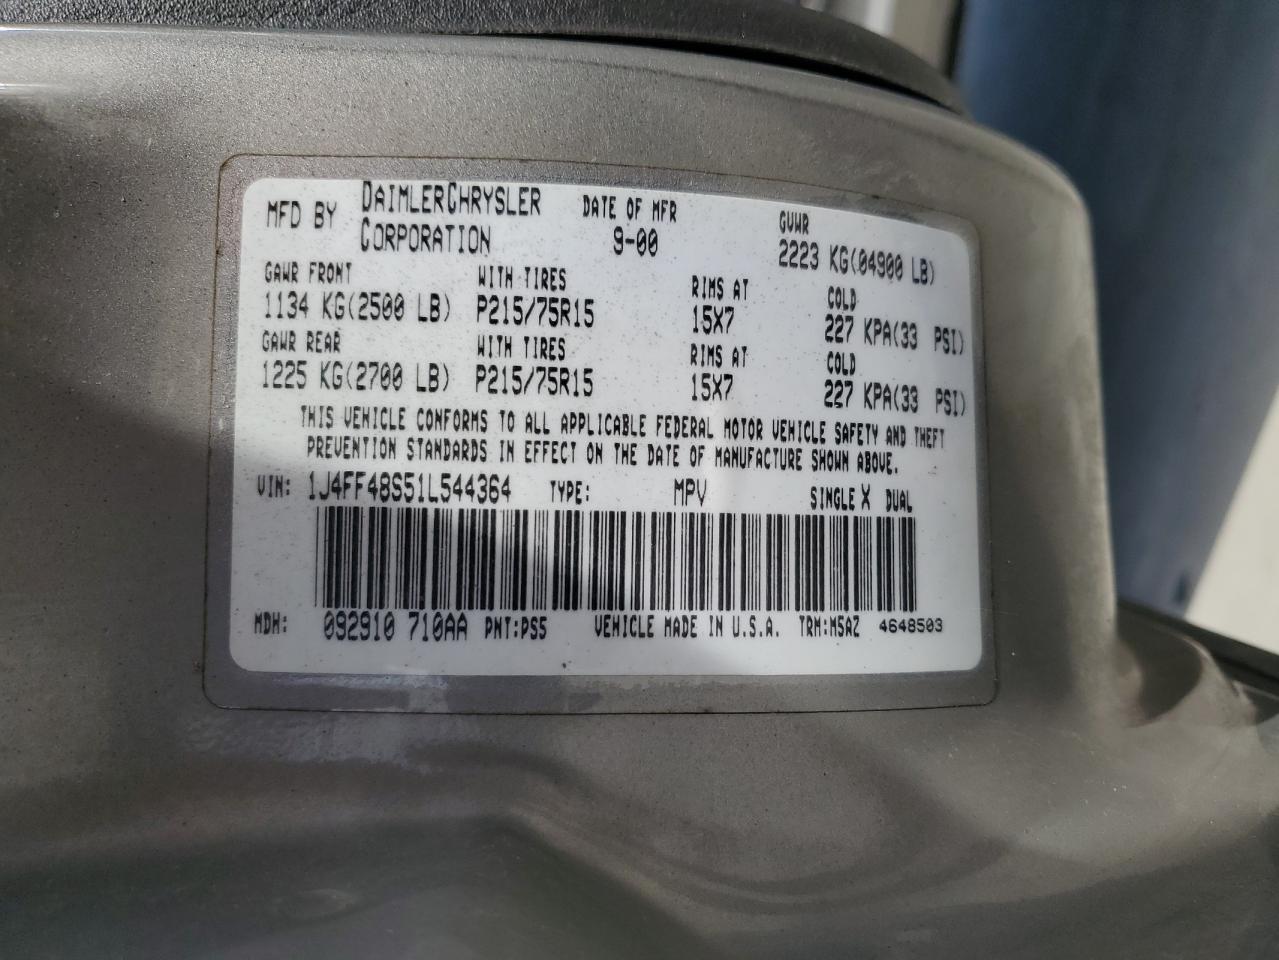 MFD BY DAIMLERCHRYSLER CORPORATION DATE OF MFR 9-00 GVWR 2223 KG(04900 LB)
GAWR FRONT WITH TIRES RIMS AT COLD
1134 KG(2500 LB) P215/75R15 15X7 227 KPA(33 PSI)
GAWR REAR WITH TIRES RIMS AT COLD
1225 KG(2700 LB) P215/75R15 15X7 227 KPA(33 PSI)
THIS VEHICLE CONFORMS TO ALL APPLICABLE FEDERAL MOTOR VEHICLE SAFETY AND THEFT
PREVENTION STANDARDS IN EFFECT ON THE DATE OF MANUFACTURE SHOWN ABOVE.
VIN: 1J4FF48S51L544364 TYPE: MPV SINGLE X DUAL
MDH: 092910 710AA PNT:PS5 VEHICLE MADE IN U.S.A. TRM:M5AZ 4648503